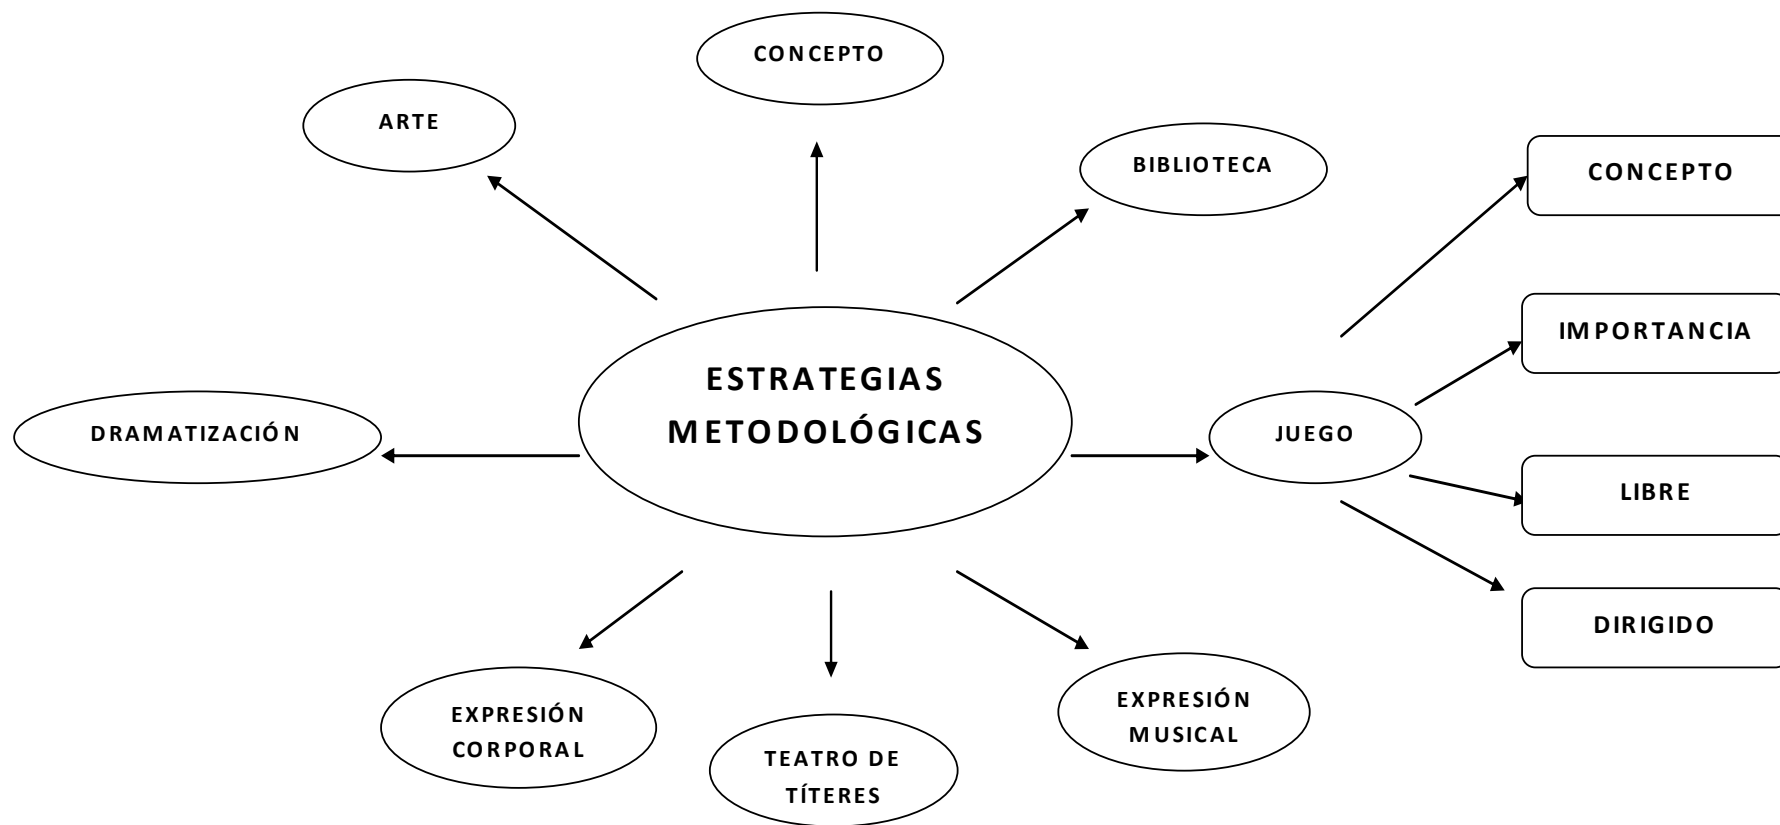 CONCEPTO
ARTE
BIBLIOTECA
CONCEPTO
IMPORTANCIA
ESTRATEGIAS
METODOLÓGICAS
DRAMATIZACIÓN
JUEGO
LIBRE
DIRIGIDO
EXPRESIÓN
CORPORAL
TEATRO DE
TÍTERES
EXPRESIÓN
MUSICAL